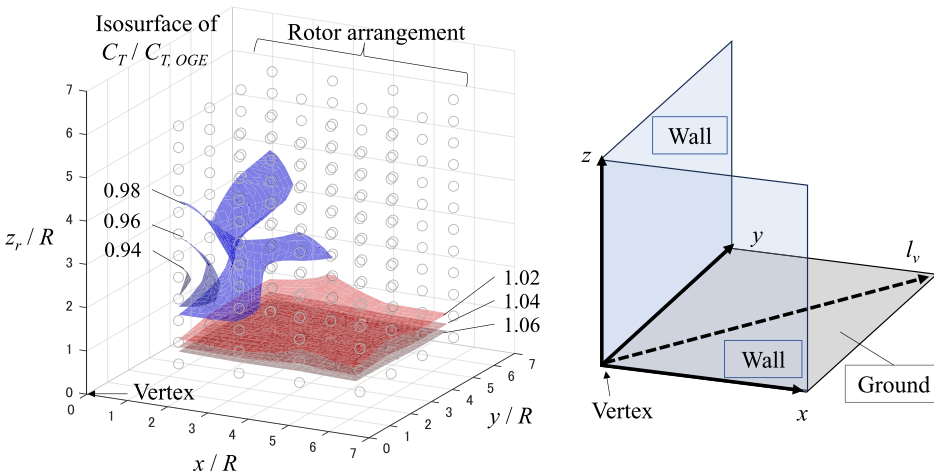 Isosurface of
C_T / C_{T, OGE}
Rotor arrangement
7
6
5
4
3
2
1
0
z_r / R
0.98
0.96
0.94
1.02
1.04
1.06
Vertex
0
1
2
3
4
5
6
7
x / R
0
1
2
3
4
5
6
7
y / R
Wall
z
y
l_v
Wall
Ground
Vertex
x